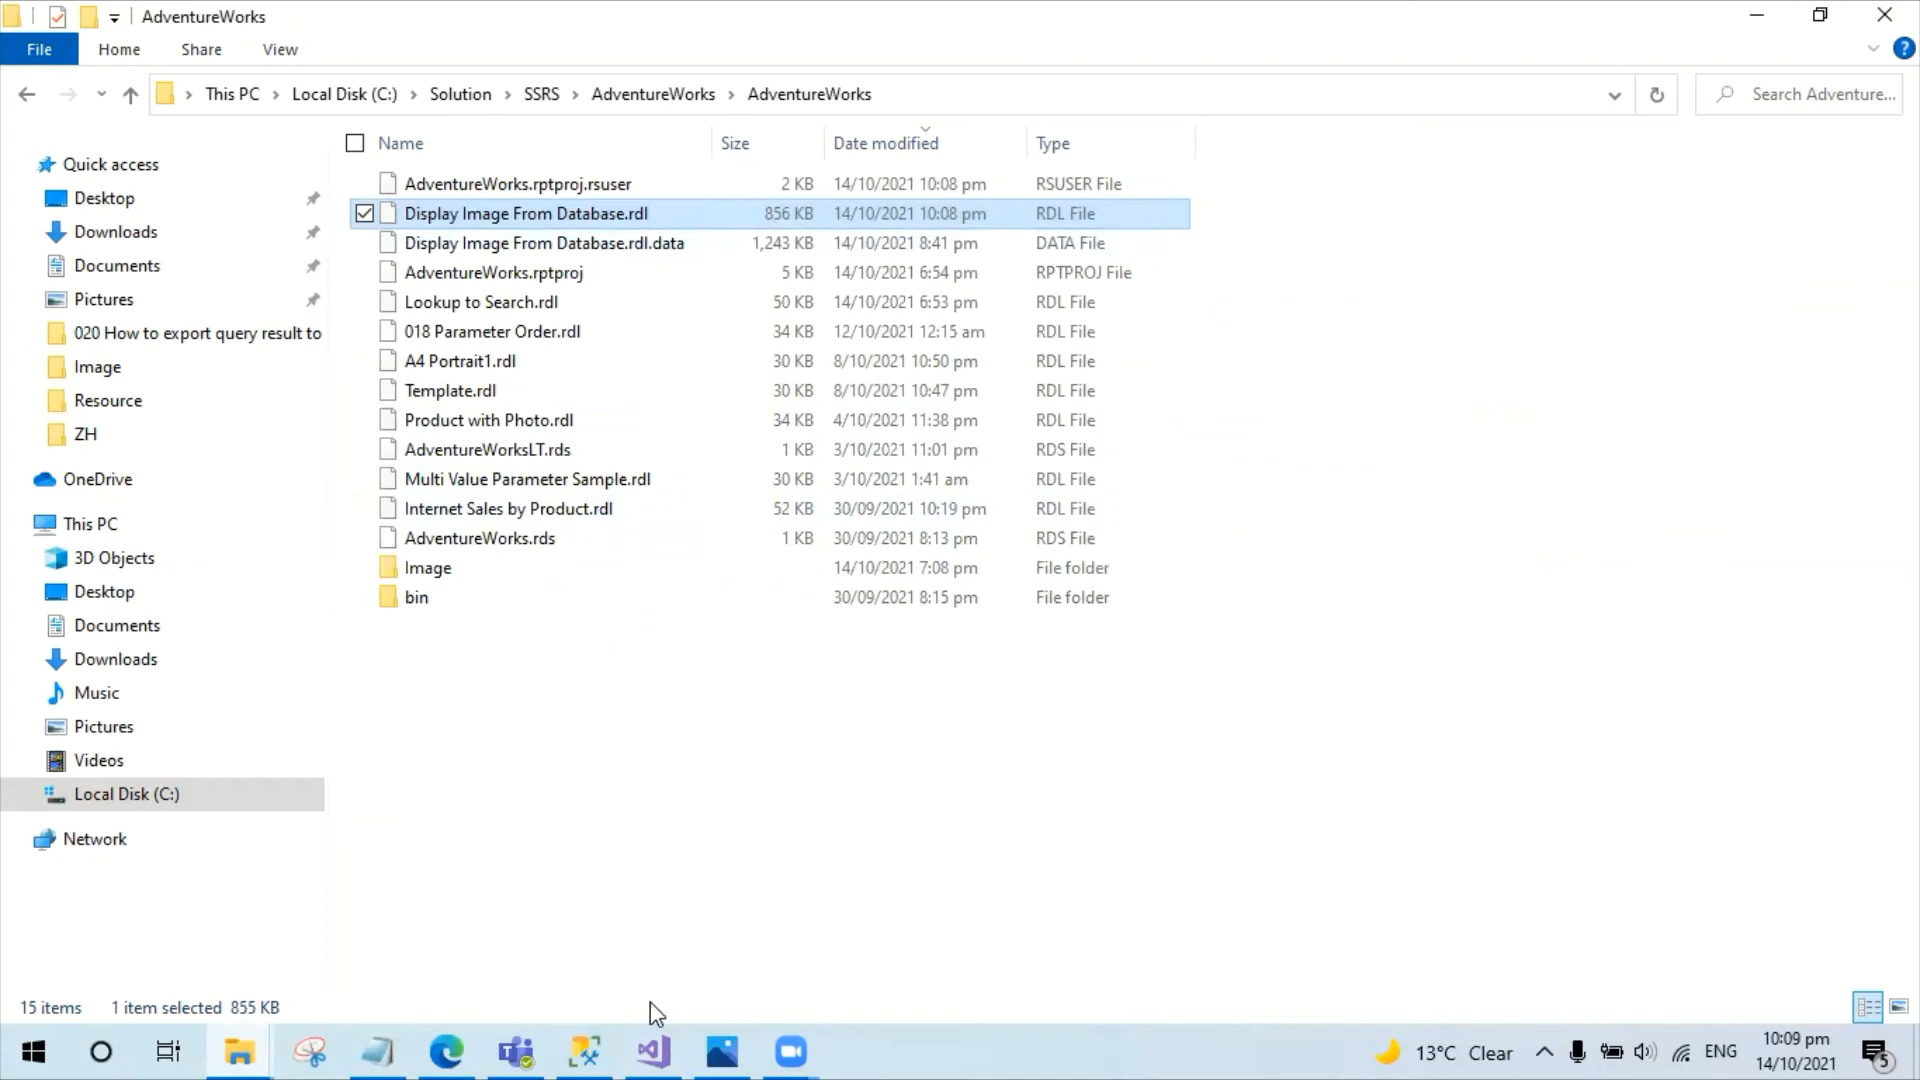 AdventureWorks
File Home Share View
This PC Local Disk (C:) Solution SSRS AdventureWorks AdventureWorks Search Adventure...
Name Size Date modified Type
Quick access
Desktop
Downloads
Documents
Pictures
020 How to export query result to
Image
Resource
ZH
OneDrive
This PC
3D Objects
Desktop
Documents
Downloads
Music
Pictures
Videos
Local Disk (C:)
Network
AdventureWorks.rptproj.rsuser 2 KB 14/10/2021 10:08 pm RSUSER File
Display Image From Database.rdl 856 KB 14/10/2021 10:08 pm RDL File
Display Image From Database.rdl.data 1,243 KB 14/10/2021 8:41 pm DATA File
AdventureWorks.rptproj 5 KB 14/10/2021 6:54 pm RPTPROJ File
Lookup to Search.rdl 50 KB 14/10/2021 6:53 pm RDL File
018 Parameter Order.rdl 34 KB 12/10/2021 12:15 am RDL File
A4 Portrait1.rdl 30 KB 8/10/2021 10:50 pm RDL File
Template.rdl 30 KB 8/10/2021 10:47 pm RDL File
Product with Photo.rdl 34 KB 4/10/2021 11:38 pm RDL File
AdventureWorksLT.rds 1 KB 3/10/2021 11:01 pm RDS File
Multi Value Parameter Sample.rdl 30 KB 3/10/2021 1:41 am RDL File
Internet Sales by Product.rdl 52 KB 30/09/2021 10:19 pm RDL File
AdventureWorks.rds 1 KB 30/09/2021 8:13 pm RDS File
Image 14/10/2021 7:08 pm File folder
bin 30/09/2021 8:15 pm File folder
15 items 1 item selected 855 KB
13°C Clear ENG 10:09 pm
14/10/2021 5